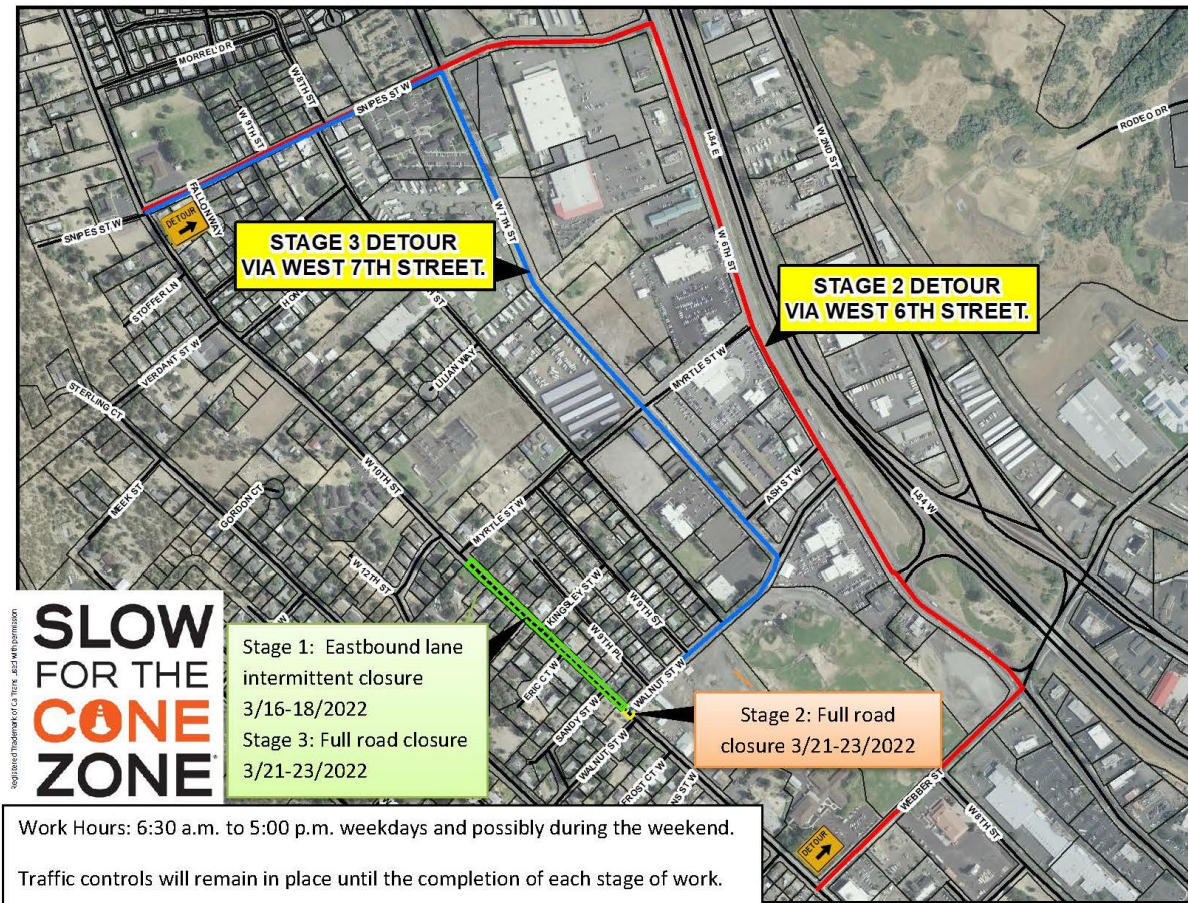 MORREL DR
W 8TH ST
SNIPES ST W
W 9TH ST
FALLON WAY
SNIPES ST W
DETOUR
I-84 E
W 2ND ST
RODEO DR
W 7TH ST
W 6TH ST
STAGE 3 DETOUR
VIA WEST 7TH STREET.
STAGE 2 DETOUR
VIA WEST 6TH STREET.
STOFFER LN
VERDANT ST W
STERLING CT
MYRTLE ST W
W 10TH ST
MEEK ST
GORDON CT
MYRTLE ST W
ASH ST W
I-84 W
W 12TH ST
KINGSLEY ST W
W 9TH ST
W 9TH PL
ERIC CT W
WALNUT ST W
SANDY ST W
WALNUT ST W
FROST CT W
WEBBER ST
W 8TH ST
DETOUR
SLOW
FOR THE
CONE
ZONE
Stage 1: Eastbound lane
intermittent closure
3/16-18/2022
Stage 3: Full road closure
3/21-23/2022
Stage 2: Full road
closure 3/21-23/2022
Work Hours: 6:30 a.m. to 5:00 p.m. weekdays and possibly during the weekend.
Traffic controls will remain in place until the completion of each stage of work.